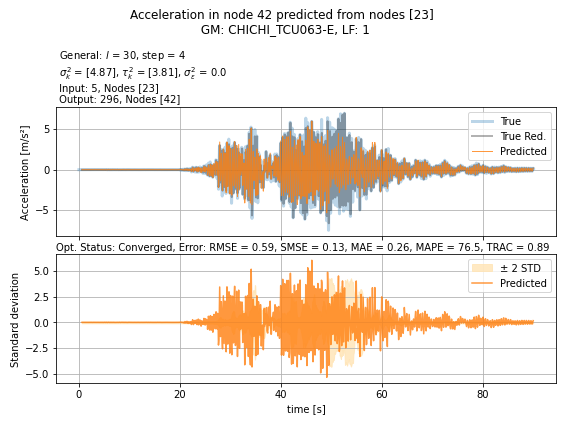 Acceleration in node 42 predicted from nodes [23]
GM: CHICHI_TCU063-E, LF: 1
General: l = 30, step = 4
σ²ₖ = [4.87], τ²ₖ = [3.81], σ²ε = 0.0
Input: 5, Nodes [23]
Output: 296, Nodes [42]
Acceleration [m/s²]
5
0
−5
True
True Red.
Predicted
Opt. Status: Converged, Error: RMSE = 0.59, SMSE = 0.13, MAE = 0.26, MAPE = 76.5, TRAC = 0.89
Standard deviation
5.0
2.5
0.0
−2.5
−5.0
± 2 STD
Predicted
0 20 40 60 80
time [s]